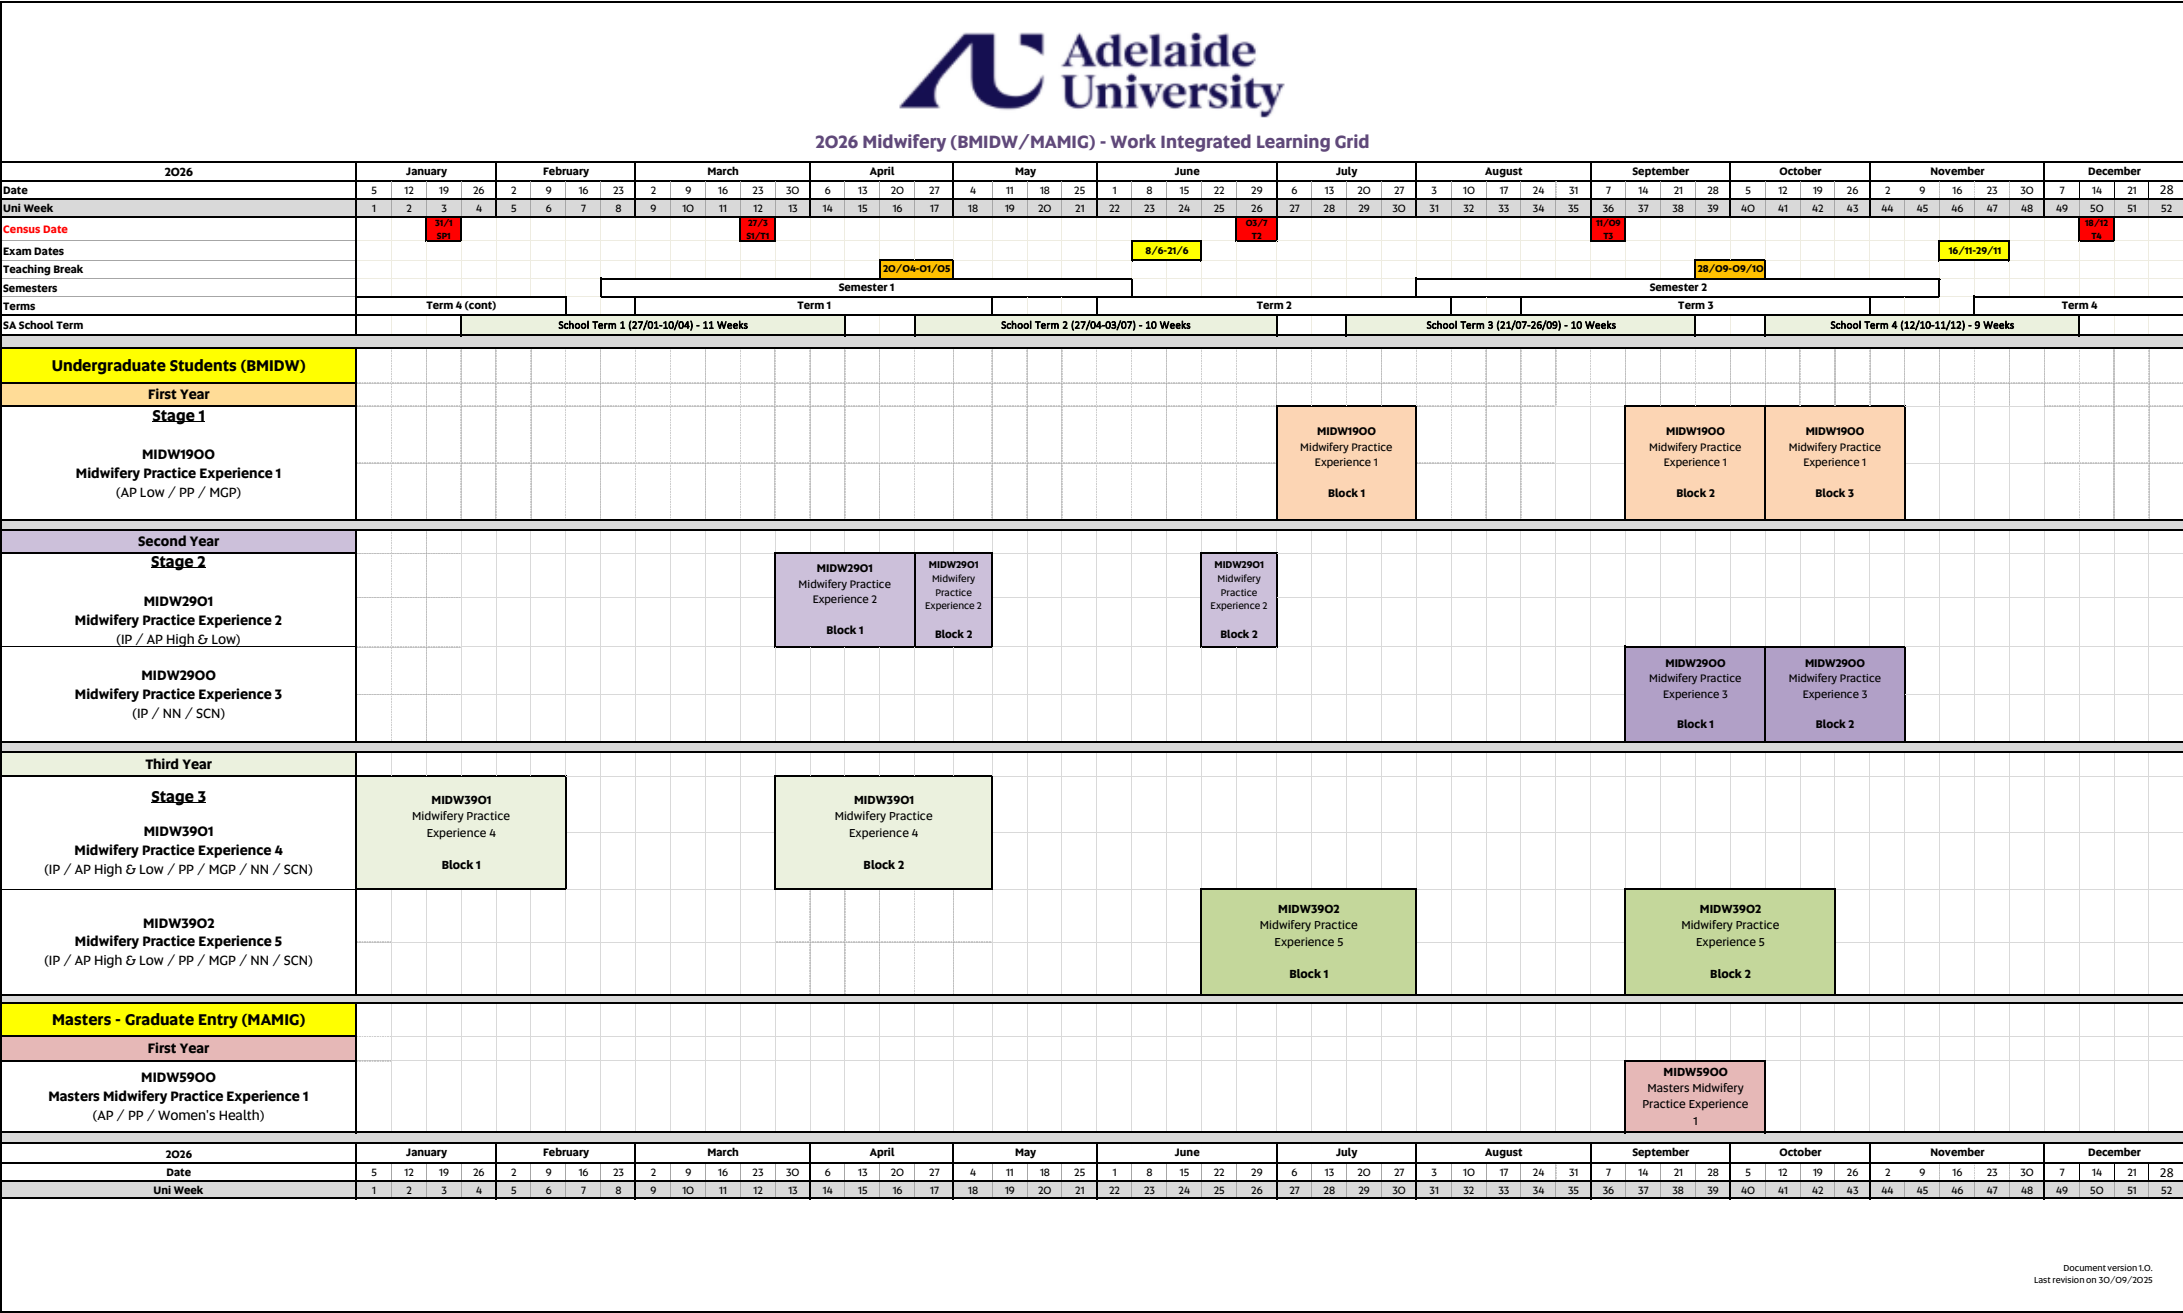 Adelaide
University
2026 Midwifery (BMIDW/MAMIG) - Work Integrated Learning Grid
2026 January February March April May June July August September October November December
Date 5 12 19 26 2 9 16 23 2 9 16 23 30 6 13 20 27 4 11 18 25 1 8 15 22 29 6 13 20 27 3 10 17 24 31 7 14 21 28 5 12 19 26 2 9 16 23 30 7 14 21 28
Uni Week 1 2 3 4 5 6 7 8 9 10 11 12 13 14 15 16 17 18 19 20 21 22 23 24 25 26 27 28 29 30 31 32 33 34 35 36 37 38 39 40 41 42 43 44 45 46 47 48 49 50 51 52
Census Date 31/1 27/3 03/7 11/09 18/12
SP1 S1/T1 T2 T3 T4
Exam Dates 8/6-21/6 16/11-29/11
Teaching Break 20/04-01/05 28/09-09/10
Semesters Semester 1 Semester 2
Terms Term 4 (cont) Term 1 Term 2 Term 3 Term 4
SA School Term School Term 1 (27/01-10/04) - 11 Weeks School Term 2 (27/04-03/07) - 10 Weeks School Term 3 (21/07-26/09) - 10 Weeks School Term 4 (12/10-11/12) - 9 Weeks
Undergraduate Students (BMIDW)
First Year
Stage 1
MIDW1900
Midwifery Practice Experience 1
(AP Low / PP / MGP)
MIDW1900
Midwifery Practice
Experience 1
Block 1
MIDW1900
Midwifery Practice
Experience 1
Block 2
MIDW1900
Midwifery Practice
Experience 1
Block 3
Second Year
Stage 2
MIDW2901
Midwifery Practice Experience 2
(IP / AP High & Low)
MIDW2901
Midwifery Practice
Experience 2
Block 1
MIDW2901
Midwifery
Practice
Experience 2
Block 2
MIDW2901
Midwifery
Practice
Experience 2
Block 2
MIDW2900
Midwifery Practice Experience 3
(IP / NN / SCN)
MIDW2900
Midwifery Practice
Experience 3
Block 1
MIDW2900
Midwifery Practice
Experience 3
Block 2
Third Year
Stage 3
MIDW3901
Midwifery Practice Experience 4
(IP / AP High & Low / PP / MGP / NN / SCN)
MIDW3901
Midwifery Practice
Experience 4
Block 1
MIDW3901
Midwifery Practice
Experience 4
Block 2
MIDW3902
Midwifery Practice Experience 5
(IP / AP High & Low / PP / MGP / NN / SCN)
MIDW3902
Midwifery Practice
Experience 5
Block 1
MIDW3902
Midwifery Practice
Experience 5
Block 2
Masters - Graduate Entry (MAMIG)
First Year
MIDW5900
Masters Midwifery Practice Experience 1
(AP / PP / Women's Health)
MIDW5900
Masters Midwifery
Practice Experience
1
2026 January February March April May June July August September October November December
Date 5 12 19 26 2 9 16 23 2 9 16 23 30 6 13 20 27 4 11 18 25 1 8 15 22 29 6 13 20 27 3 10 17 24 31 7 14 21 28 5 12 19 26 2 9 16 23 30 7 14 21 28
Uni Week 1 2 3 4 5 6 7 8 9 10 11 12 13 14 15 16 17 18 19 20 21 22 23 24 25 26 27 28 29 30 31 32 33 34 35 36 37 38 39 40 41 42 43 44 45 46 47 48 49 50 51 52
Document version 1.0.
Last revision on 30/09/2025